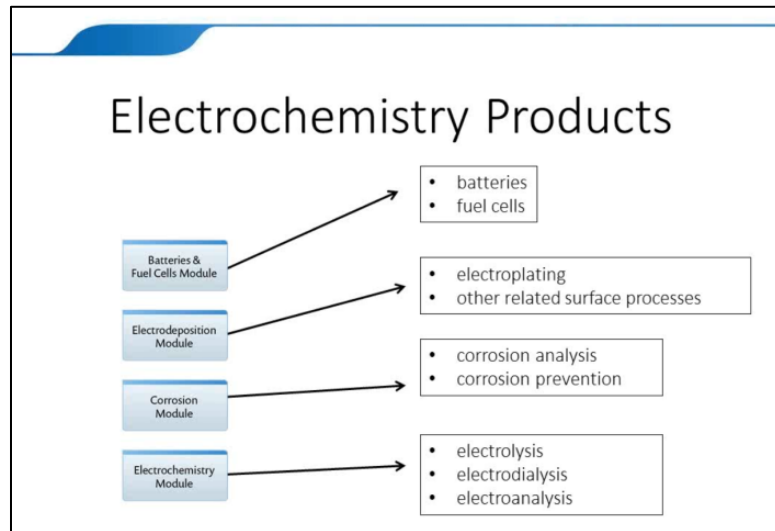 Electrochemistry Products
Batteries &
Fuel Cells Module
• batteries
• fuel cells
Electrodeposition
Module
• electroplating
• other related surface processes
Corrosion
Module
• corrosion analysis
• corrosion prevention
Electrochemistry
Module
• electrolysis
• electrodialysis
• electroanalysis